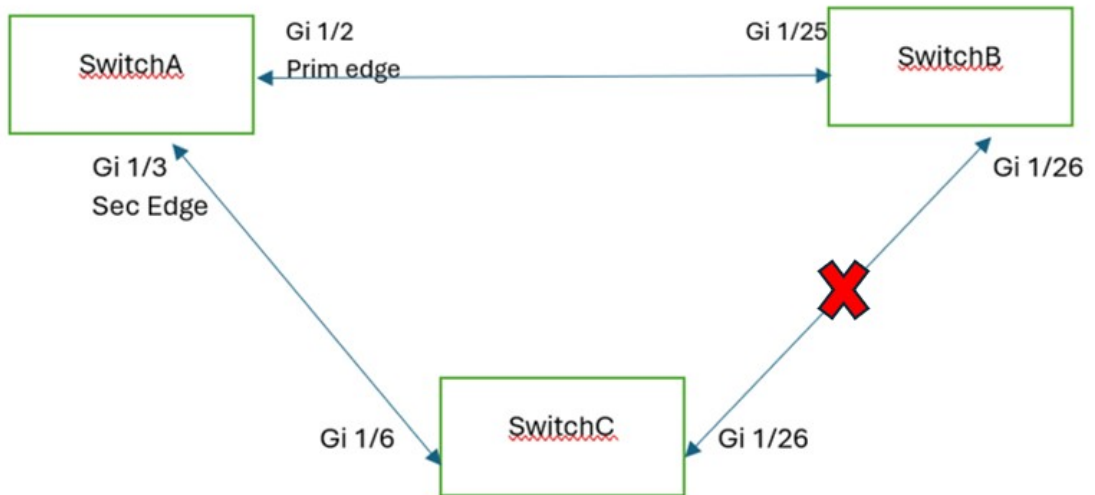 Gi 1/2
Gi 1/25
SwitchA
Prim edge
SwitchB
Gi 1/3
Sec Edge
Gi 1/26
SwitchC
Gi 1/6
Gi 1/26